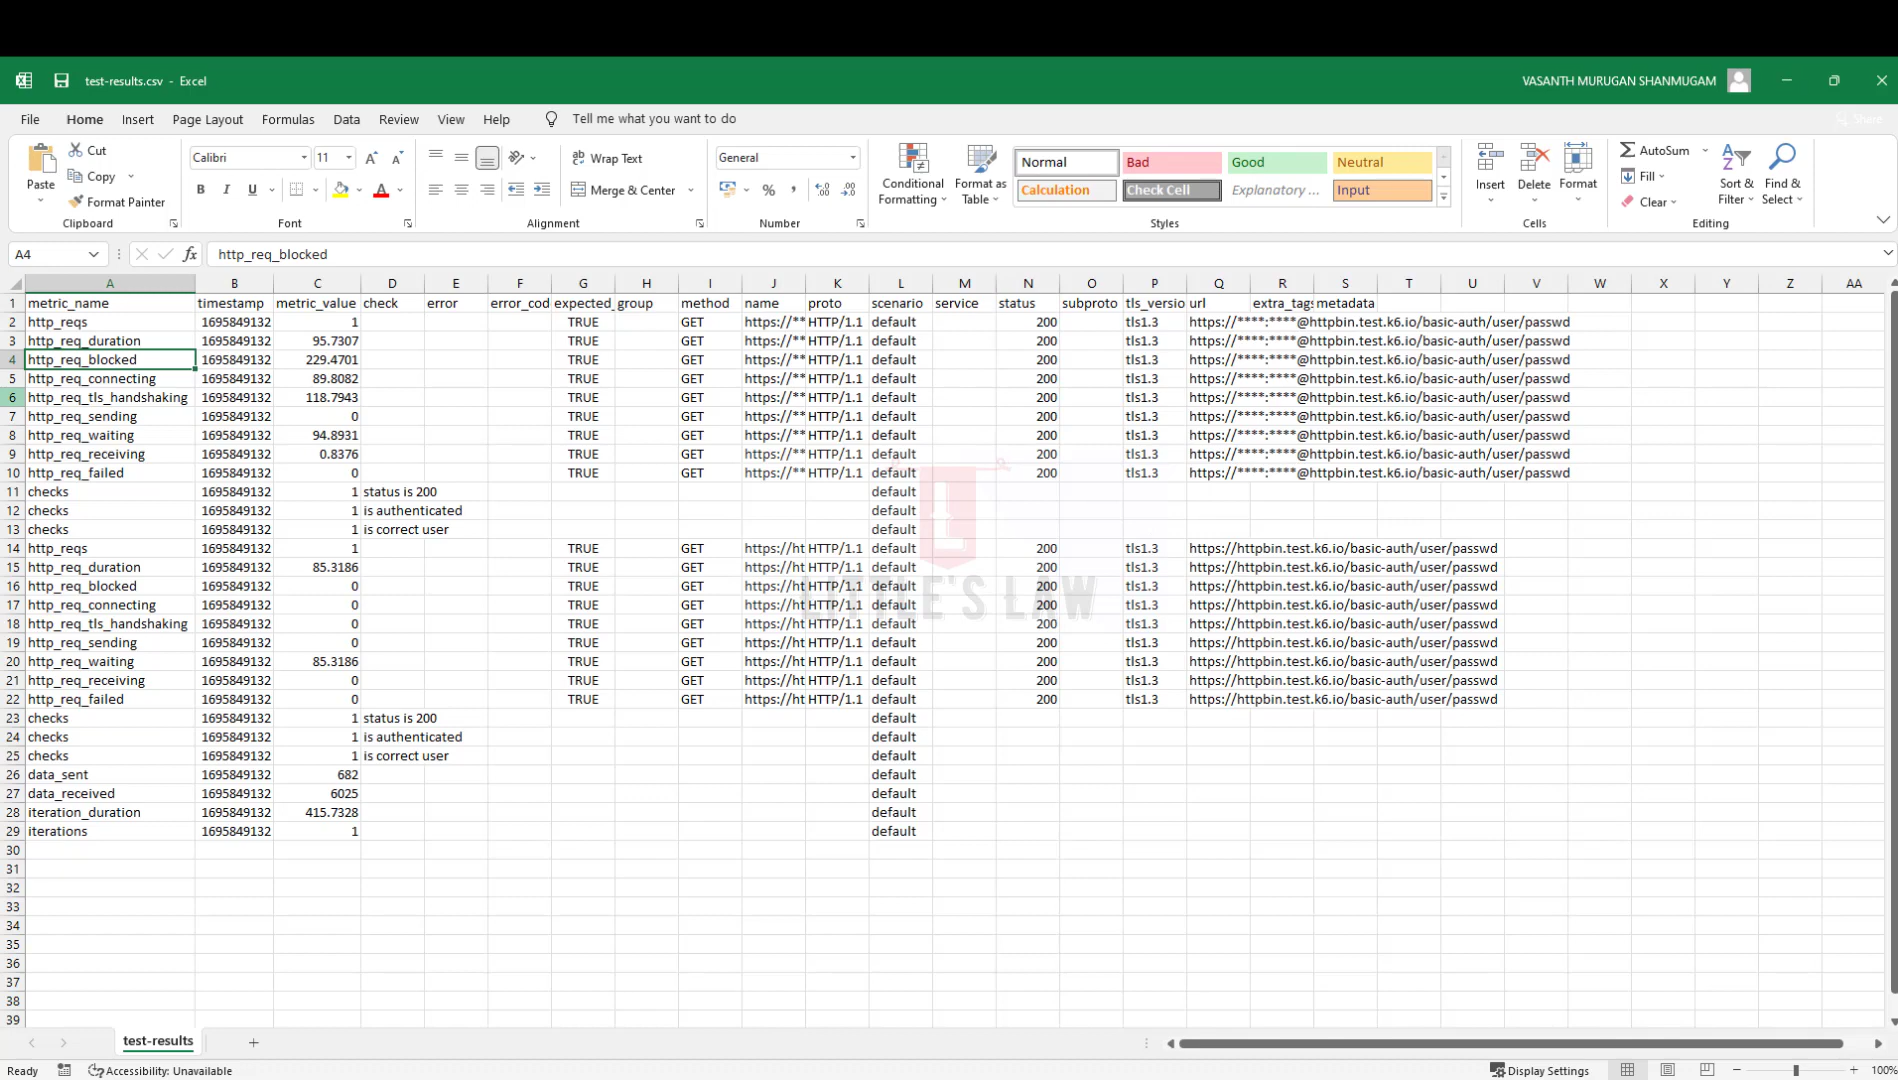 test-results.csv - Excel
VASANTH MURUGAN SHANMUGAM
File Home Insert Page Layout Formulas Data Review View Help Tell me what you want to do Share
Paste
Cut
Copy
Format Painter
Clipboard
Calibri 11
B I U
Font
Wrap Text
Merge & Center
Alignment
General
Number
Conditional Formatting
Format as Table
Normal Bad Good Neutral
Calculation Check Cell Explanatory ... Input
Styles
Insert Delete Format
Cells
AutoSum
Fill
Clear
Sort & Filter
Find & Select
Editing
A4 fx http_req_blocked
A B C D E F G H I J K L M N O P Q R S T U V W X Y Z AA
1 metric_name timestamp metric_value check error error_cod expected_ group method name proto scenario service status subproto tls_versio url extra_tags metadata
2 http_reqs 1695849132 1 TRUE GET https://** HTTP/1.1 default 200 tls1.3 https://****:****@httpbin.test.k6.io/basic-auth/user/passwd
3 http_req_duration 1695849132 95.7307 TRUE GET https://** HTTP/1.1 default 200 tls1.3 https://****:****@httpbin.test.k6.io/basic-auth/user/passwd
4 http_req_blocked 1695849132 229.4701 TRUE GET https://** HTTP/1.1 default 200 tls1.3 https://****:****@httpbin.test.k6.io/basic-auth/user/passwd
5 http_req_connecting 1695849132 89.8082 TRUE GET https://** HTTP/1.1 default 200 tls1.3 https://****:****@httpbin.test.k6.io/basic-auth/user/passwd
6 http_req_tls_handshaking 1695849132 118.7943 TRUE GET https://** HTTP/1.1 default 200 tls1.3 https://****:****@httpbin.test.k6.io/basic-auth/user/passwd
7 http_req_sending 1695849132 0 TRUE GET https://** HTTP/1.1 default 200 tls1.3 https://****:****@httpbin.test.k6.io/basic-auth/user/passwd
8 http_req_waiting 1695849132 94.8931 TRUE GET https://** HTTP/1.1 default 200 tls1.3 https://****:****@httpbin.test.k6.io/basic-auth/user/passwd
9 http_req_receiving 1695849132 0.8376 TRUE GET https://** HTTP/1.1 default 200 tls1.3 https://****:****@httpbin.test.k6.io/basic-auth/user/passwd
10 http_req_failed 1695849132 0 TRUE GET https://** HTTP/1.1 default 200 tls1.3 https://****:****@httpbin.test.k6.io/basic-auth/user/passwd
11 checks 1695849132 1 status is 200 default
12 checks 1695849132 1 is authenticated default
13 checks 1695849132 1 is correct user default
14 http_reqs 1695849132 1 TRUE GET https://ht HTTP/1.1 default 200 tls1.3 https://httpbin.test.k6.io/basic-auth/user/passwd
15 http_req_duration 1695849132 85.3186 TRUE GET https://ht HTTP/1.1 default 200 tls1.3 https://httpbin.test.k6.io/basic-auth/user/passwd
16 http_req_blocked 1695849132 0 TRUE GET https://ht HTTP/1.1 default 200 tls1.3 https://httpbin.test.k6.io/basic-auth/user/passwd
17 http_req_connecting 1695849132 0 TRUE GET https://ht HTTP/1.1 default 200 tls1.3 https://httpbin.test.k6.io/basic-auth/user/passwd
18 http_req_tls_handshaking 1695849132 0 TRUE GET https://ht HTTP/1.1 default 200 tls1.3 https://httpbin.test.k6.io/basic-auth/user/passwd
19 http_req_sending 1695849132 0 TRUE GET https://ht HTTP/1.1 default 200 tls1.3 https://httpbin.test.k6.io/basic-auth/user/passwd
20 http_req_waiting 1695849132 85.3186 TRUE GET https://ht HTTP/1.1 default 200 tls1.3 https://httpbin.test.k6.io/basic-auth/user/passwd
21 http_req_receiving 1695849132 0 TRUE GET https://ht HTTP/1.1 default 200 tls1.3 https://httpbin.test.k6.io/basic-auth/user/passwd
22 http_req_failed 1695849132 0 TRUE GET https://ht HTTP/1.1 default 200 tls1.3 https://httpbin.test.k6.io/basic-auth/user/passwd
23 checks 1695849132 1 status is 200 default
24 checks 1695849132 1 is authenticated default
25 checks 1695849132 1 is correct user default
26 data_sent 1695849132 682 default
27 data_received 1695849132 6025 default
28 iteration_duration 1695849132 415.7328 default
29 iterations 1695849132 1 default
30
31
32
33
34
35
36
37
38
39
L
LITTLE'S LAW
test-results
Ready Accessibility: Unavailable Display Settings 100%